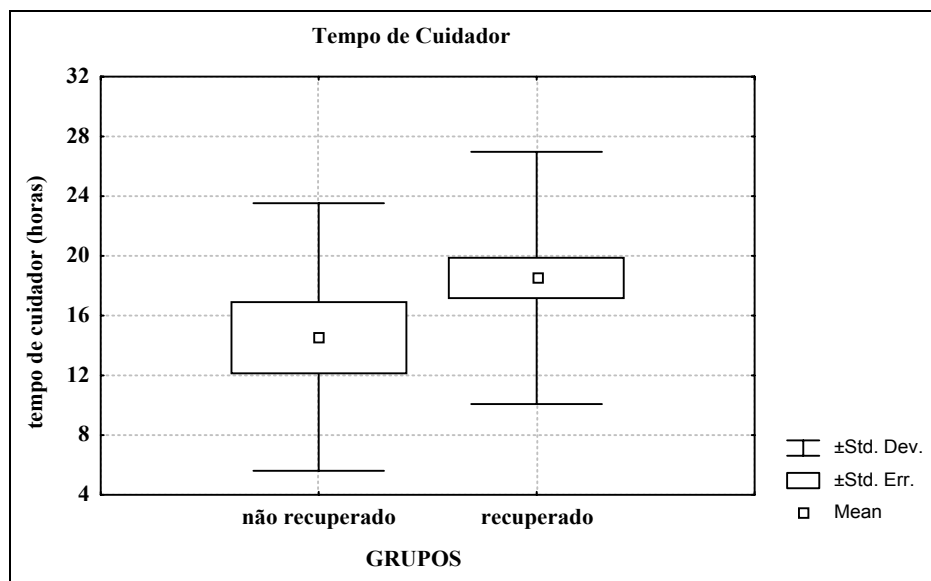 Tempo de Cuidador
tempo de cuidador (horas)
32
28
24
20
16
12
8
4
não recuperado
recuperado
GRUPOS
±Std. Dev.
±Std. Err.
Mean